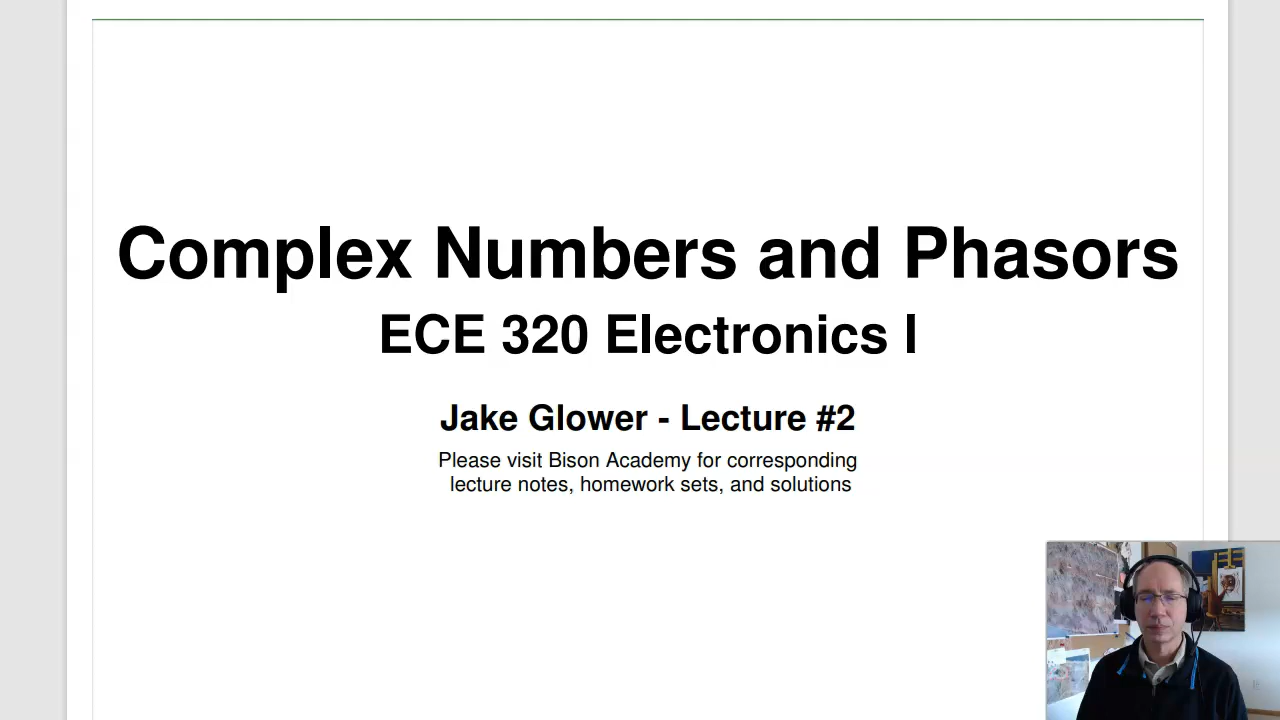 Complex Numbers and Phasors
ECE 320 Electronics I
Jake Glower - Lecture #2
Please visit Bison Academy for corresponding
lecture notes, homework sets, and solutions